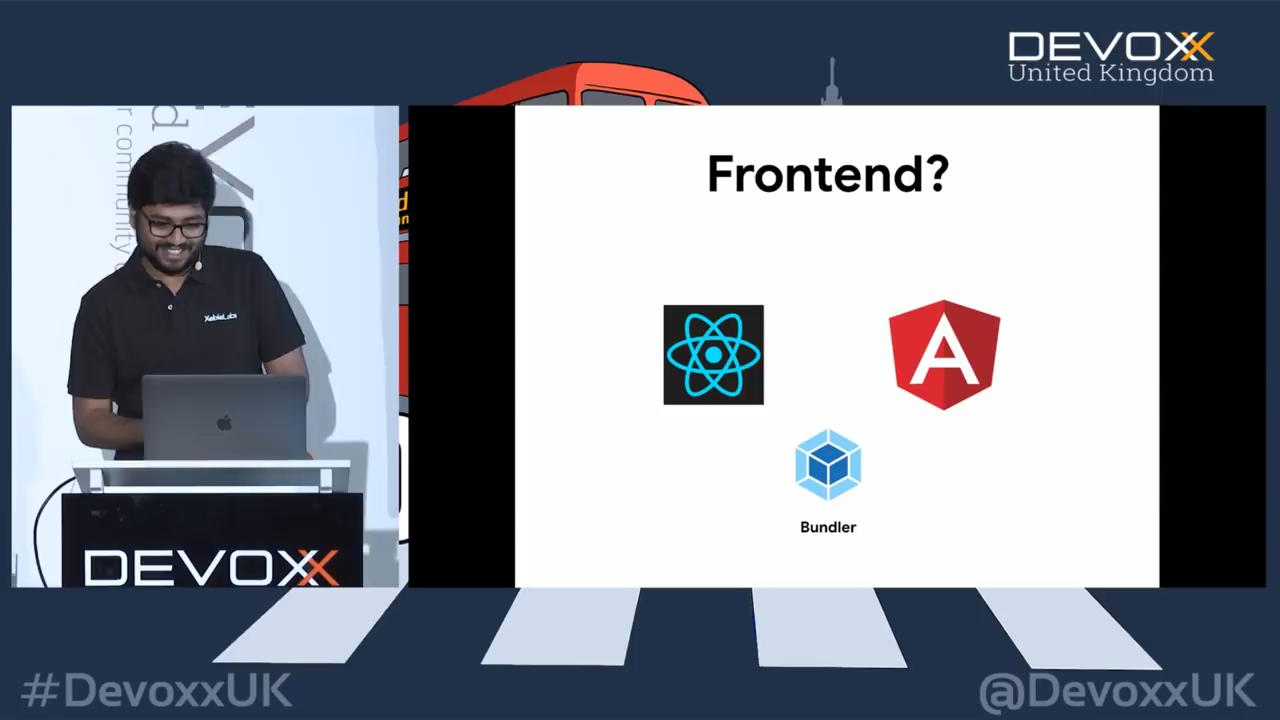 DEVOXX
United Kingdom
Frontend?
Bundler
XebiaLabs
DEVOXX
#DevoxxUK
@DevoxxUK